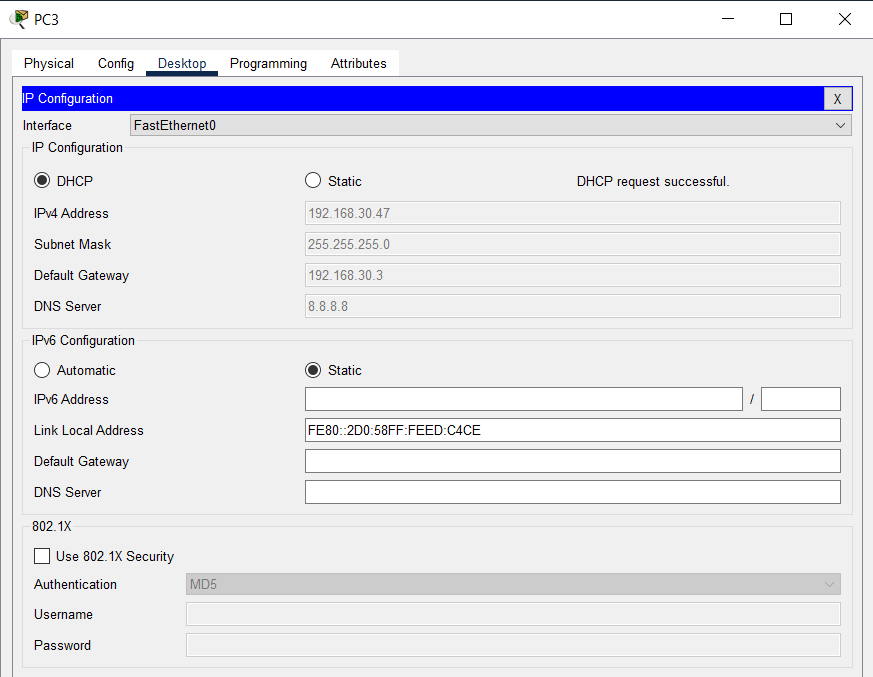 PC3
Physical Config Desktop Programming Attributes
IP Configuration X
Interface FastEthernet0
IP Configuration
DHCP Static DHCP request successful.
IPv4 Address 192.168.30.47
Subnet Mask 255.255.255.0
Default Gateway 192.168.30.3
DNS Server 8.8.8.8
IPv6 Configuration
Automatic Static
IPv6 Address /
Link Local Address FE80::2D0:58FF:FEED:C4CE
Default Gateway
DNS Server
802.1X
Use 802.1X Security
Authentication MD5
Username
Password